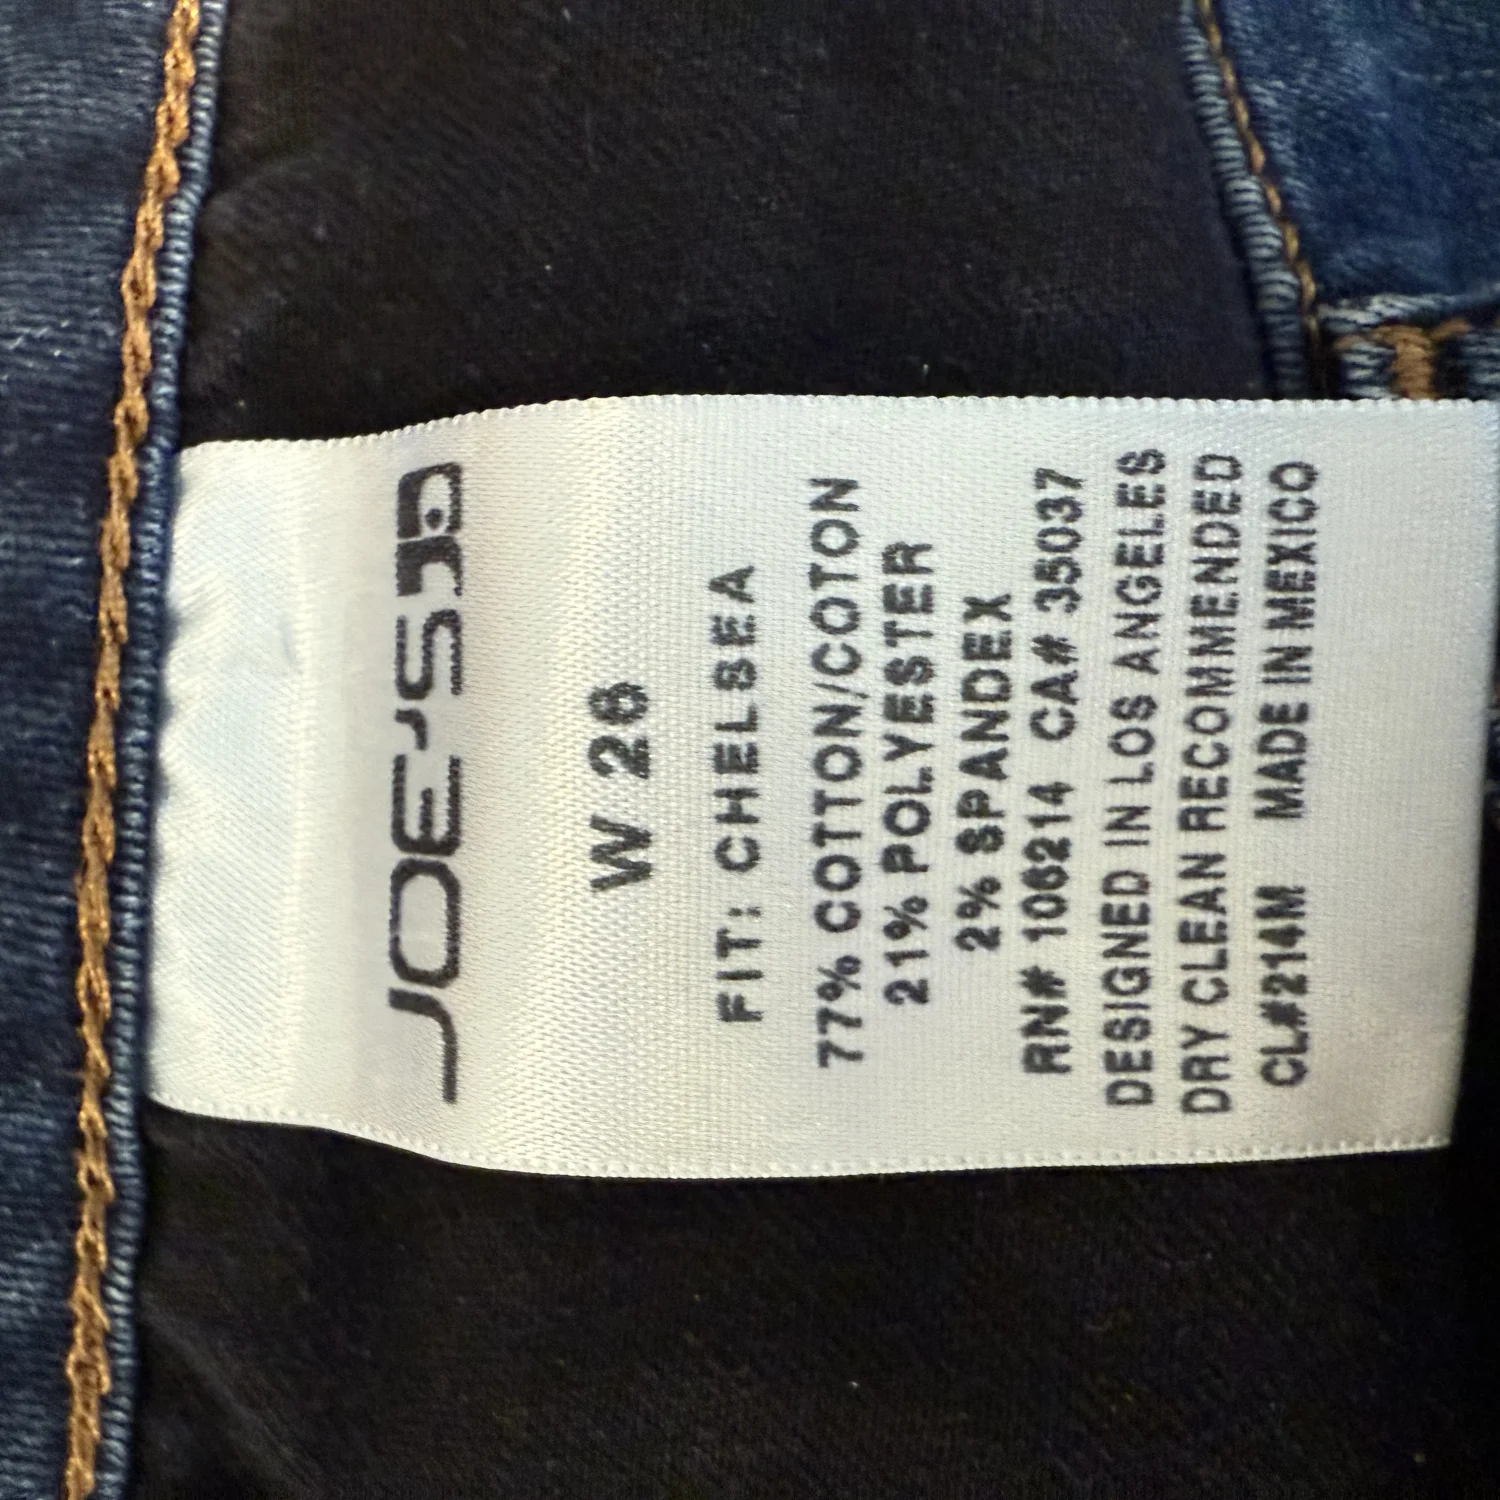 JOE'S
W 26
FIT: CHELSEA
77% COTTON/COTON
21% POLYESTER
2% SPANDEX
RN# 106214 CA# 35037
DESIGNED IN LOS ANGELES
DRY CLEAN RECOMMENDED
CL#214M MADE IN MEXICO